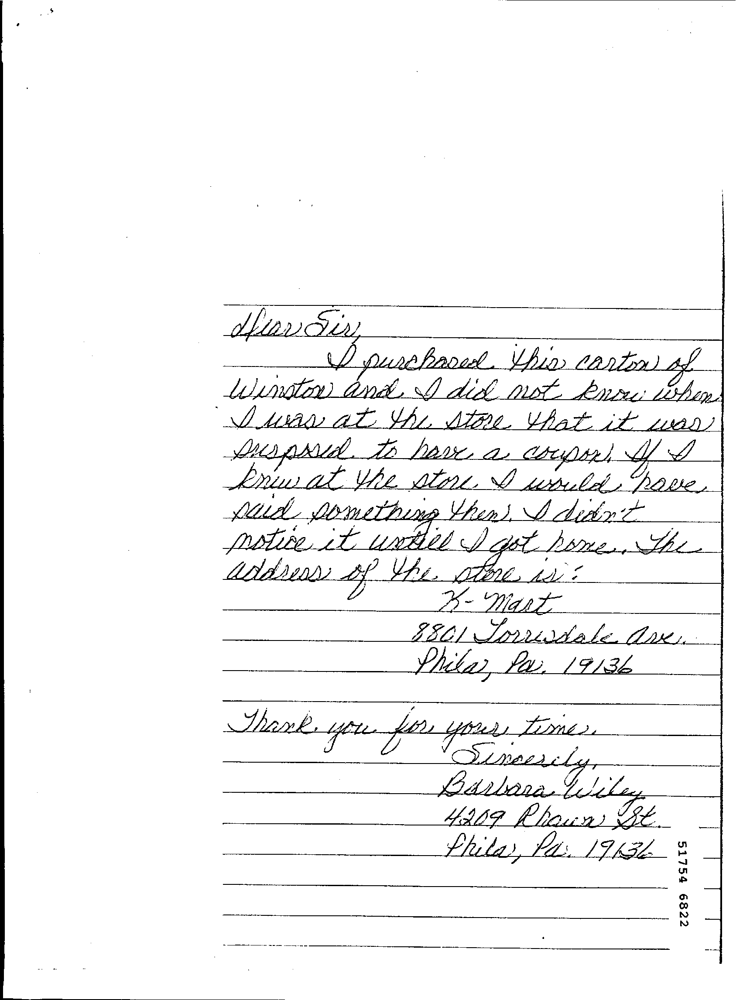 Dear Sir,
I purchased this carton of
Winston and I did not know when
I was at the store that it was
supposed to have a coupon. If I
knew at the store I would have
said something then. I didn't
notice it untill I got home. The
address of the store is:
K-Mart
8801 Torresdale Ave.
Phila, Pa. 19136
Thank you for your time.
Sincerely,
Barbara Wiley
4209 Rhawn St.
Phila, Pa. 19136
51754 6822